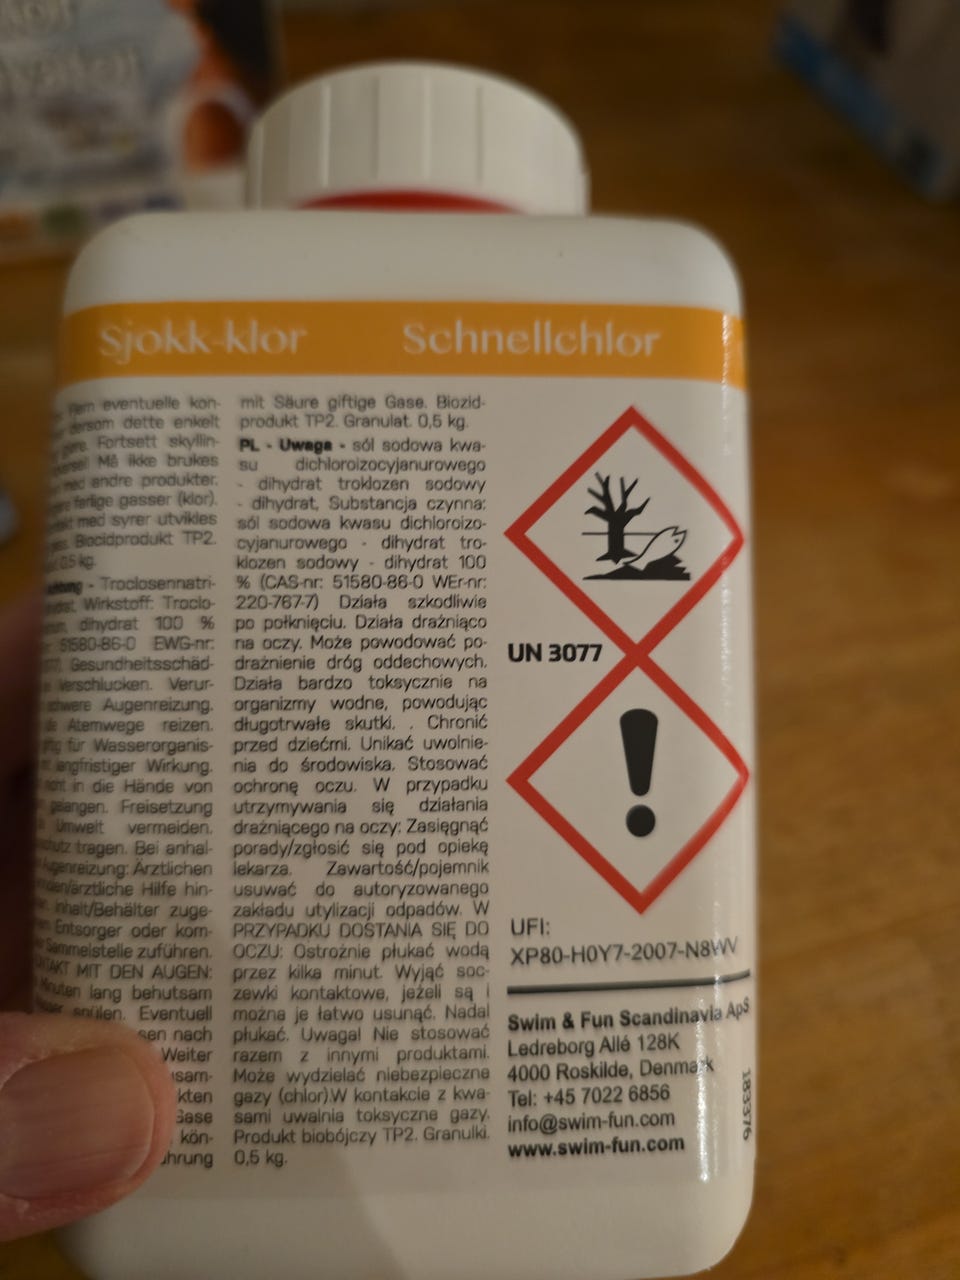 Sjokk-klor Schnellchlor
Fjern eventuelle kon-
dersom dette enkelt
gjøre. Fortsett skyllin-
Må ikke brukes
med andre produkter.
farlige gasser (klor).
med syrer utvikles
Biocidprodukt TP2.
0,5 kg.
Achtung - Troclosennatri-
Wirkstoff: Troclo-
dihydrat 100 %
51580-86-0 EWG-nr:
Gesundheitsschäd-
Verschlucken. Verur-
schwere Augenreizung.
Atemwege reizen.
für Wasserorganis-
langfristiger Wirkung.
nicht in die Hände von
gelangen. Freisetzung
Umwelt vermeiden.
tragen. Bei anhal-
Augenreizung: Ärztlichen
Hilfe hin-
Inhalt/Behälter zuge-
Entsorger oder kom-
Sammelstelle zuführen.
MIT DEN AUGEN:
Minuten lang behutsam
spülen. Eventuell
nach
Weiter
Gase
kön-
mit Säure giftige Gase. Biozid-
produkt TP2. Granulat. 0,5 kg.
PL - Uwaga - sól sodowa kwa-
su dichloroizocyjanurowego
- dihydrat troklozen sodowy
- dihydrat, Substancja czynna:
sól sodowa kwasu dichloroizo-
cyjanurowego - dihydrat tro-
klozen sodowy - dihydrat 100
% (CAS-nr: 51580-86-0 WEr-nr:
220-767-7) Działa szkodliwie
po połknięciu. Działa drażniąco
na oczy. Może powodować po-
drażnienie dróg oddechowych.
Działa bardzo toksycznie na
organizmy wodne, powodując
długotrwałe skutki. . Chronić
przed dziećmi. Unikać uwolnie-
nia do środowiska. Stosować
ochronę oczu. W przypadku
utrzymywania się działania
drażniącego na oczy: Zasięgnąć
porady/zgłosić się pod opiekę
lekarza. Zawartość/pojemnik
usuwać do autoryzowanego
zakładu utylizacji odpadów. W
PRZYPADKU DOSTANIA SIĘ DO
OCZU: Ostrożnie płukać wodą
przez kilka minut. Wyjąć soc-
zewki kontaktowe, jeżeli są i
można je łatwo usunąć. Nadal
płukać. Uwaga! Nie stosować
razem z innymi produktami.
Może wydzielać niebezpieczne
gazy (chlor).W kontakcie z kwa-
sami uwalnia toksyczne gazy.
Produkt biobójczy TP2. Granulki.
0,5 kg.
UN 3077
UFI:
XP80-H0Y7-2007-N8WV
Swim & Fun Scandinavia ApS
Ledreborg Allé 128K
4000 Roskilde, Denmark
Tel: +45 7022 6856
info@swim-fun.com
www.swim-fun.com
183376